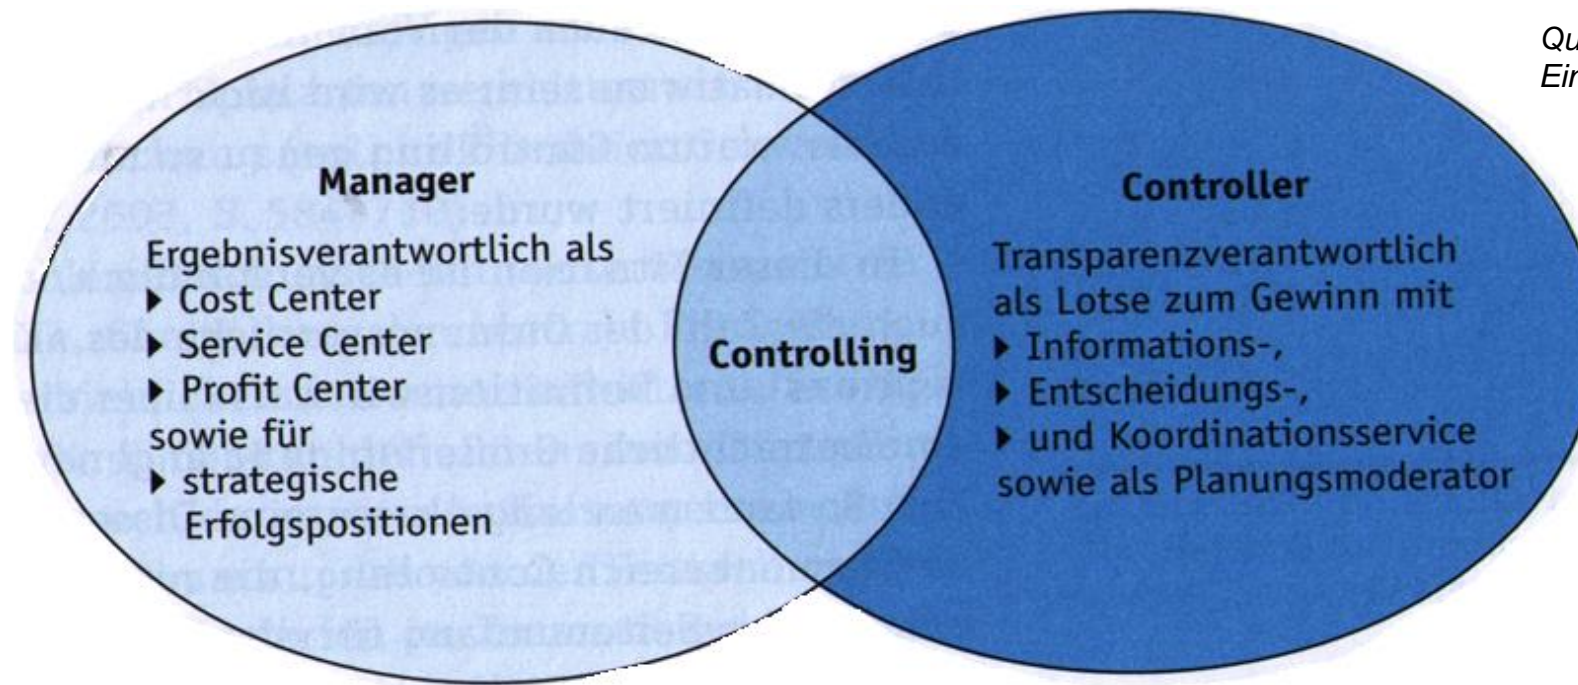 Manager
Ergebnisverantwortlich als
▶ Cost Center
▶ Service Center
▶ Profit Center
sowie für
▶ strategische
Erfolgspositionen
Controlling
Controller
Transparenzverantwortlich
als Lotse zum Gewinn mit
▶ Informations-,
▶ Entscheidungs-,
▶ und Koordinationsservice
sowie als Planungsmoderator